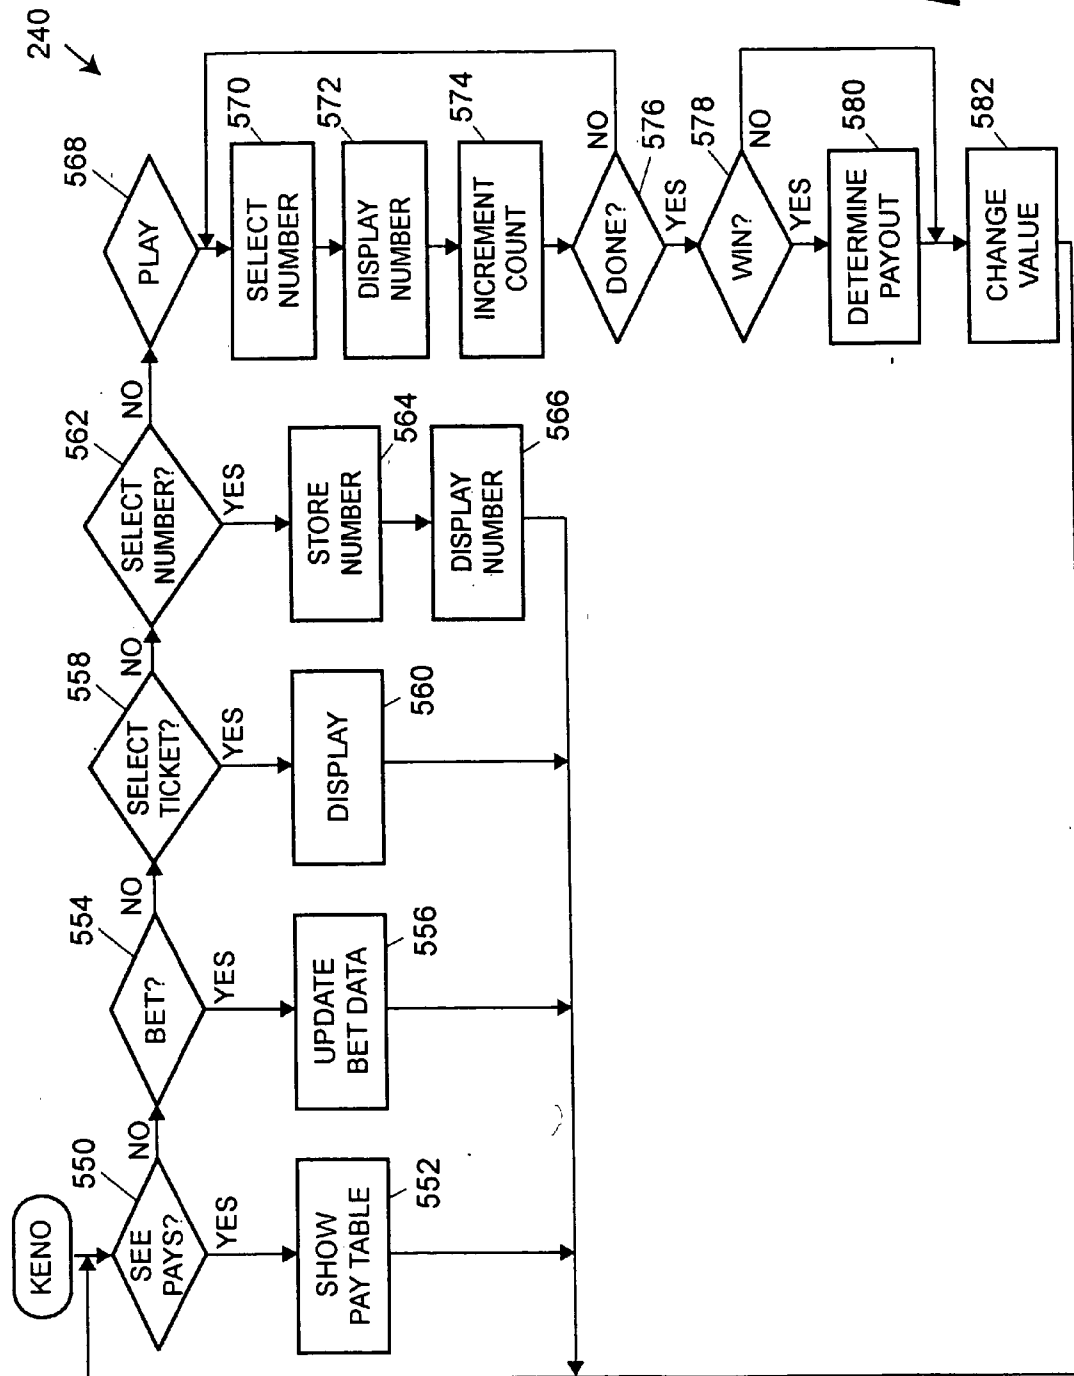 240
KENO
550
SEE
PAYS?
NO
YES
SHOW
PAY TABLE
552
554
BET?
NO
YES
UPDATE
BET DATA
556
558
SELECT
TICKET?
NO
YES
DISPLAY
560
562
SELECT
NUMBER?
NO
YES
STORE
NUMBER
564
DISPLAY
NUMBER
566
568
PLAY
SELECT
NUMBER
570
DISPLAY
NUMBER
572
INCREMENT
COUNT
574
DONE?
NO
576
YES
WIN?
578
NO
YES
DETERMINE
PAYOUT
580
CHANGE
VALUE
582